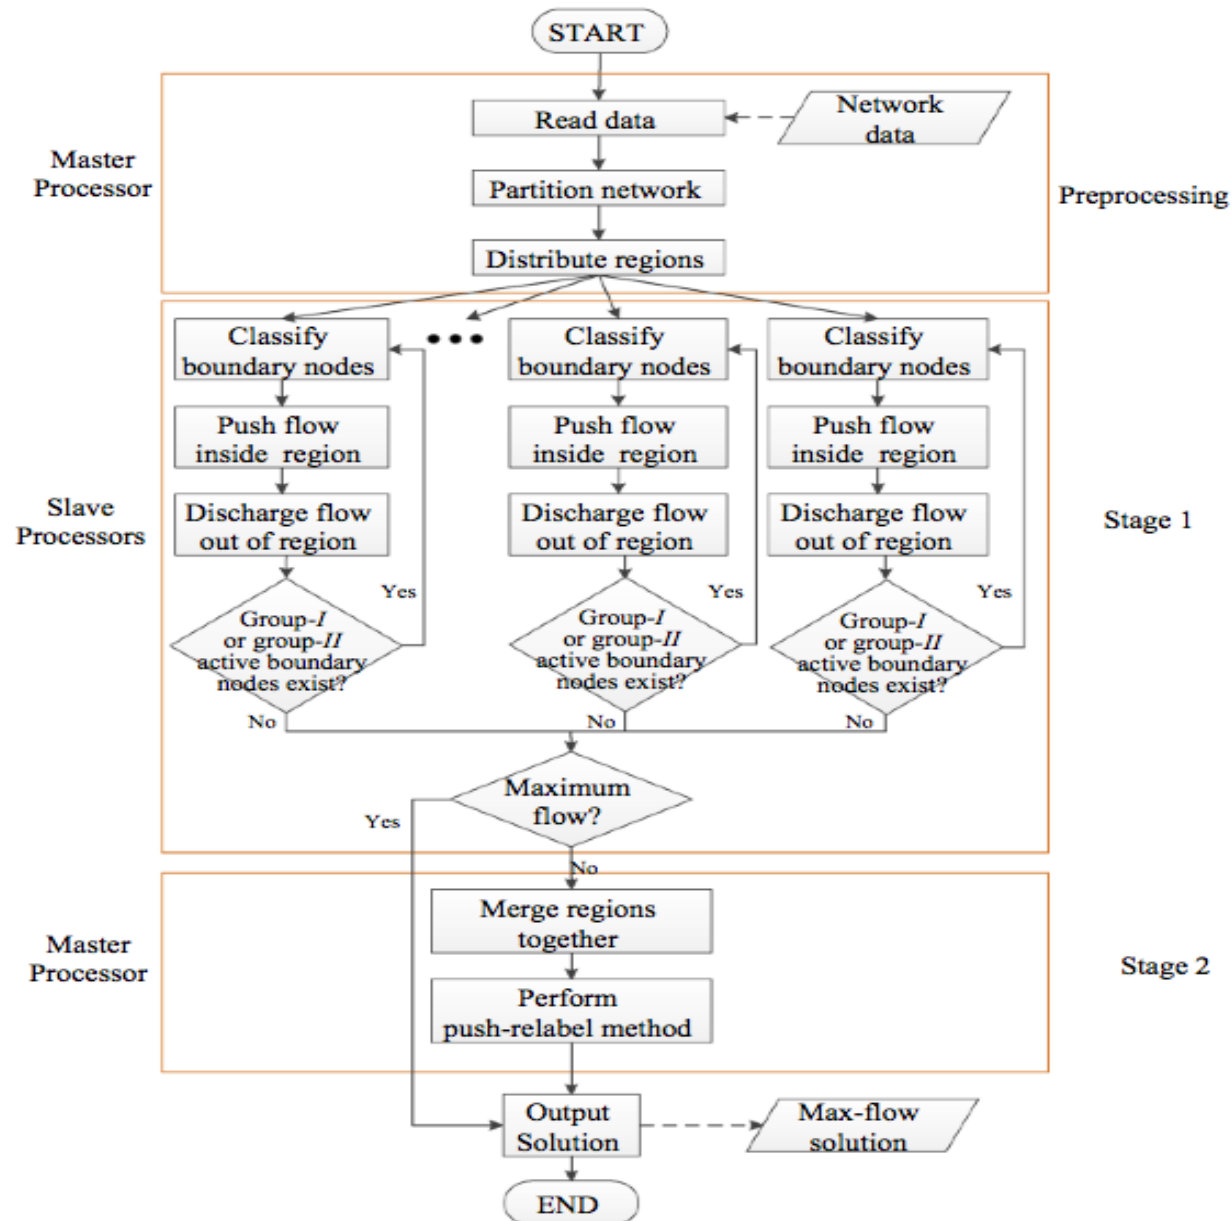 START
Read data
Network
data
Master
Processor
Partition network
Preprocessing
Distribute regions
Classify
boundary nodes
Classify
boundary nodes
Classify
boundary nodes
Push flow
inside region
Push flow
inside region
Push flow
inside region
Slave
Processors
Discharge flow
out of region
Discharge flow
out of region
Discharge flow
out of region
Stage 1
Yes
Yes
Yes
Group-I
or group-II
active boundary
nodes exist?
Group-I
or group-II
active boundary
nodes exist?
Group-I
or group-II
active boundary
nodes exist?
No
No
No
Maximum
flow?
Yes
No
Merge regions
together
Master
Processor
Stage 2
Perform
push-relabel method
Output
Solution
Max-flow
solution
END